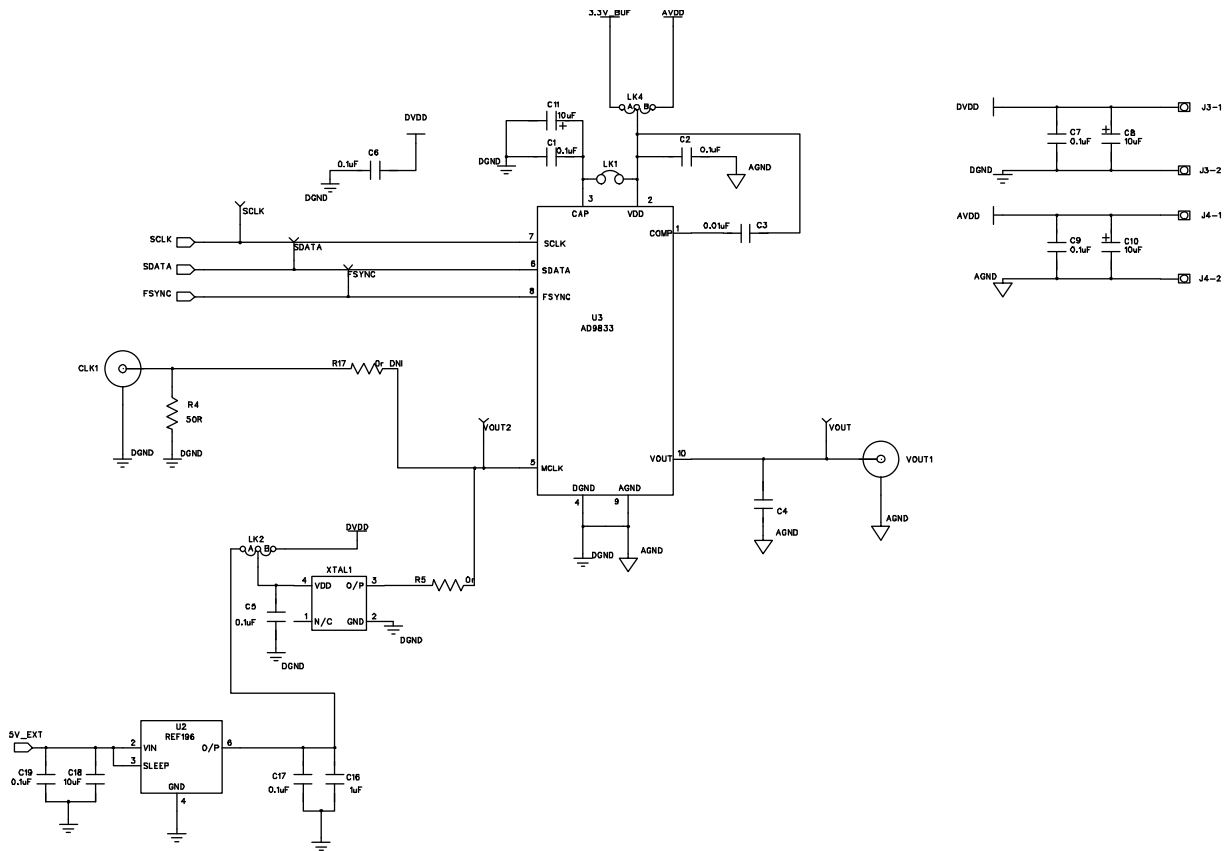 3.3V_BUF
AVDD
LK4
A B
C11
10uF
+
DVDD
C1
0.1uF
C2
0.1uF
C6
0.1uF
DGND
DGND
LK1
AGND
3
2
CAP
VDD
SCLK
0.01uF
C3
SCLK
7
SCLK
COMP
1
SDATA
SDATA
6
SDATA
FSYNC
FSYNC
8
FSYNC
U3
AD9833
CLK1
R17
0r DNI
R4
50R
VOUT2
VOUT
DGND
DGND
5
MCLK
VOUT
10
VOUT1
DGND
AGND
4
9
C4
AGND
AGND
DGND
AGND
LK2
A B
DVDD
XTAL1
4
VDD
O/P
3
R5
0r
C5
0.1uF
1
N/C
GND
2
DGND
DGND
5V_EXT
U2
REF196
2
VIN
O/P
6
3
SLEEP
C19
0.1uF
C18
10uF
GND
4
C17
0.1uF
C16
1uF
DVDD
J3-1
C7
0.1uF
+
C8
10uF
DGND
J3-2
AVDD
J4-1
C9
0.1uF
+
C10
10uF
AGND
J4-2